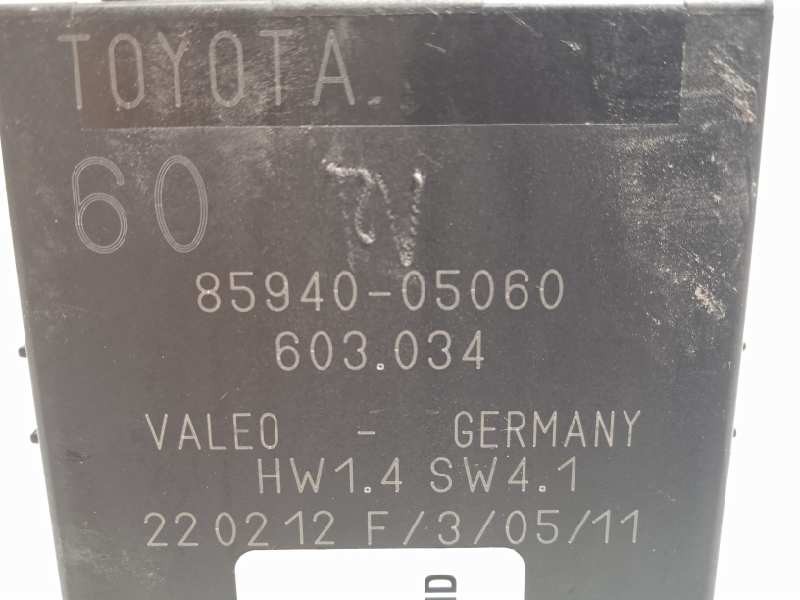 TOYOTA
60
85940-05060
603.034
VALEO - GERMANY
HW1.4 SW4.1
220212 F/3/05/11